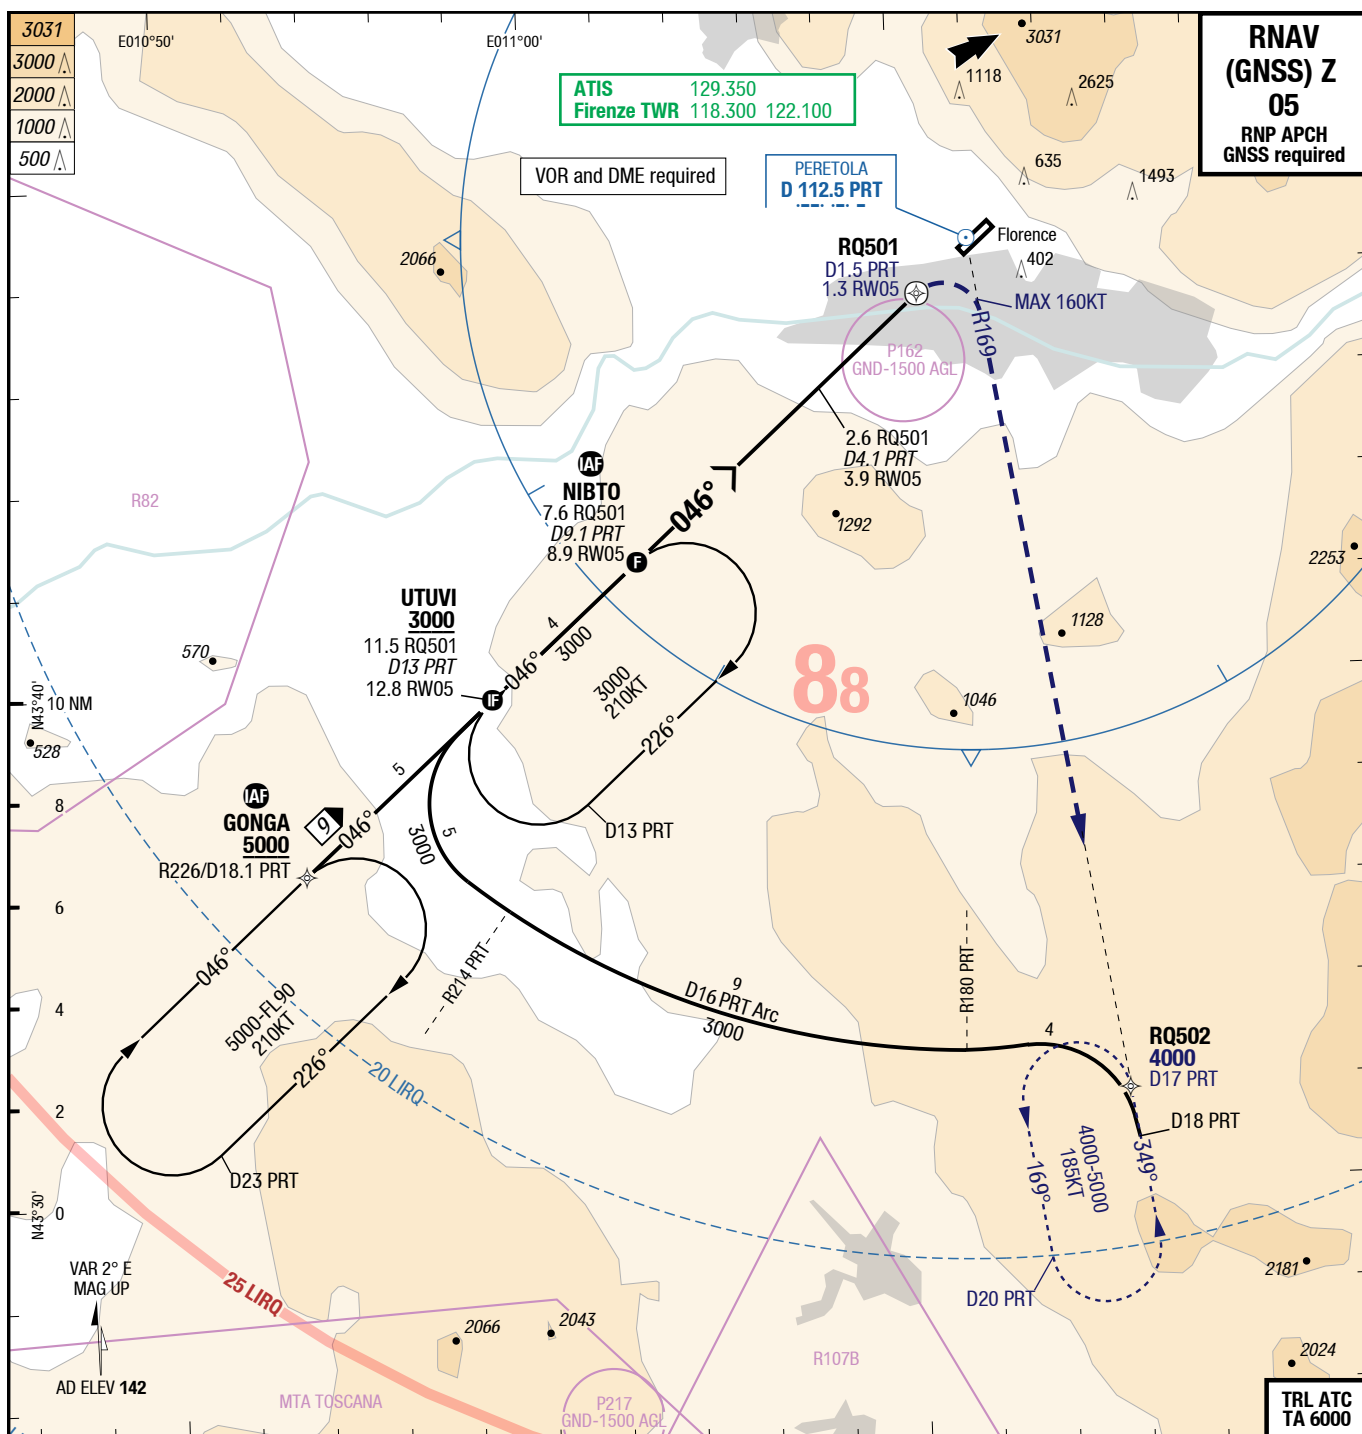 3031
3000
2000
1000
500
E010°50'
E011°00'
ATIS 129.350
Firenze TWR 118.300 122.100
VOR and DME required
PERETOLA
D 112.5 PRT
3031
1118
2625
635
1493
RNAV
(GNSS) Z
05
RNP APCH
GNSS required
2066
RQ501
D1.5 PRT
1.3 RW05
Florence
402
MAX 160KT
R169
P162
GND-1500 AGL
2.6 RQ501
D4.1 PRT
3.9 RW05
R82
IAF
NIBTO
7.6 RQ501
D9.1 PRT
8.9 RW05
F
046°
1292
2253
UTUVI
3000
11.5 RQ501
D13 PRT
12.8 RW05
IF
046°
4
3000
3000
210KT
226°
D13 PRT
88
1128
1046
570
N43°40'
10 NM
528
8
6
4
2
0
N43°30'
IAF
GONGA
5000
R226/D18.1 PRT
9
046°
5
5
3000
046°
5000-FL90
210KT
226°
D23 PRT
R214 PRT
9
D16 PRT Arc
3000
R180 PRT
4
20 LIRQ
RQ502
4000
D17 PRT
D18 PRT
4000-5000
185KT
169°
349°
D20 PRT
2181
VAR 2° E
MAG UP
AD ELEV 142
25 LIRQ
2066
2043
MTA TOSCANA
P217
GND-1500 AGL
R107B
2024
TRL ATC
TA 6000